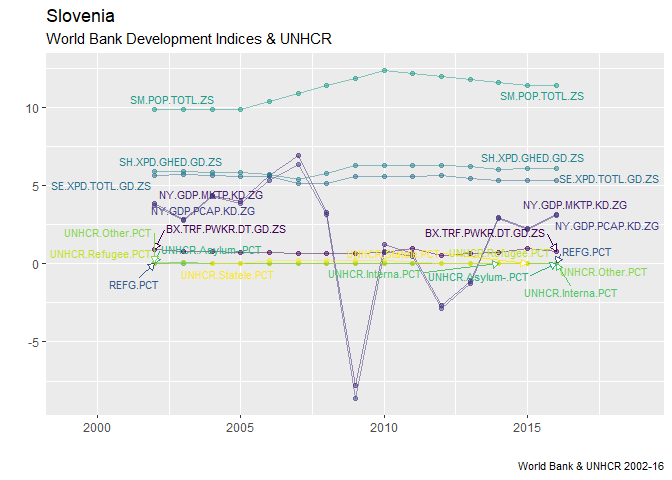 Slovenia
World Bank Development Indices & UNHCR
10
5
0
-5
SM.POP.TOTL.ZS
SM.POP.TOTL.ZS
SH.XPD.GHED.GD.ZS
SH.XPD.GHED.GD.ZS
SE.XPD.TOTL.GD.ZS
SE.XPD.TOTL.GD.ZS
NY.GDP.MKTP.KD.ZG
NY.GDP.MKTP.KD.ZG
NY.GDP.PCAP.KD.ZG
NY.GDP.PCAP.KD.ZG
UNHCR.Other.PCT
BX.TRF.PWKR.DT.GD.ZS
BX.TRF.PWKR.DT.GD.ZS
UNHCR.Refugee.PCT
UNHCR.Asylum-.PCT
REFG.PCT
UNHCR.Statele.PCT
UNHCR.Interna.PCT
UNHCR.Asylum-.PCT
UNHCR.Other.PCT
REFG.PCT
UNHCR.Interna.PCT
2000
2005
2010
2015
World Bank & UNHCR 2002-16